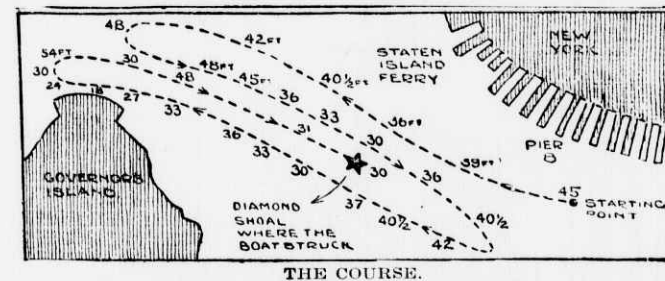 NEW
YORK
STATEN
ISLAND
FERRY
PIER
8
45
STARTING
POINT
39FT
36FT
40½FT
42FT
48
48FT
45FT
36
33
30
36
40½
42
40½
37
30
33
36
33
27
18
24
30
54FT
30
48
31
30
DIAMOND
SHOAL
WHERE THE
BOAT STRUCK
GOVERNORS
ISLAND
THE COURSE.